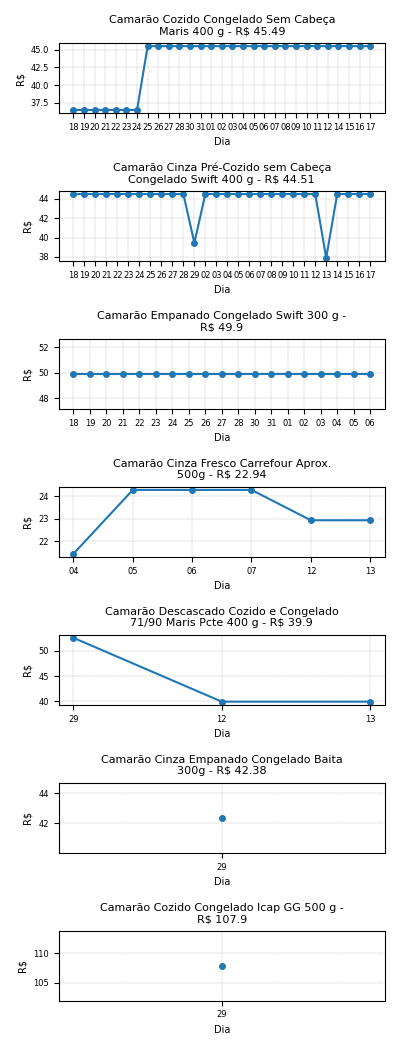 Camarão Cozido Congelado Sem Cabeça
Maris 400 g - R$ 45.49
45.0
42.5
40.0
37.5
R$
18 19 20 21 22 23 24 25 26 27 28 29 30 31 01 02 03 04 05 06 07 08 09 10 11 12 13 14 15 16 17
Dia
Camarão Cinza Pré-Cozido sem Cabeça
Congelado Swift 400 g - R$ 44.51
44
42
40
38
R$
18 19 20 21 22 23 24 25 26 27 28 29 02 03 04 05 06 07 08 09 10 11 12 13 14 15 16 17
Dia
Camarão Empanado Congelado Swift 300 g -
R$ 49.9
52
50
48
R$
18 19 20 21 22 23 24 25 26 27 28 30 31 01 02 03 04 05 06
Dia
Camarão Cinza Fresco Carrefour Aprox.
500g - R$ 22.94
24
23
22
R$
04 05 06 07 12 13
Dia
Camarão Descascado Cozido e Congelado
71/90 Maris Pcte 400 g - R$ 39.9
50
45
40
R$
29 12 13
Dia
Camarão Cinza Empanado Congelado Baita
300g - R$ 42.38
44
42
R$
29
Dia
Camarão Cozido Congelado Icap GG 500 g -
R$ 107.9
110
105
R$
29
Dia